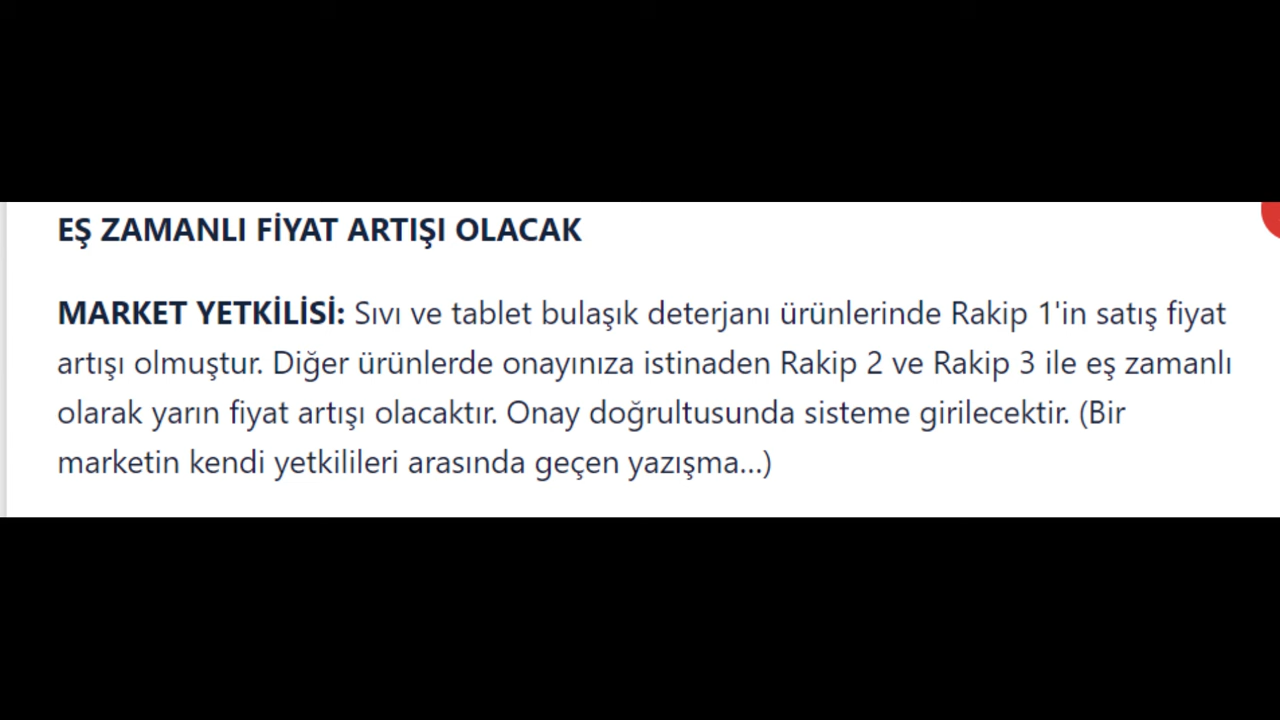 EŞ ZAMANLI FİYAT ARTIŞI OLACAK
MARKET YETKİLİSİ: Sıvı ve tablet bulaşık deterjanı ürünlerinde Rakip 1'in satış fiyat
artışı olmuştur. Diğer ürünlerde onayınıza istinaden Rakip 2 ve Rakip 3 ile eş zamanlı
olarak yarın fiyat artışı olacaktır. Onay doğrultusunda sisteme girilecektir. (Bir
marketin kendi yetkilileri arasında geçen yazışma...)